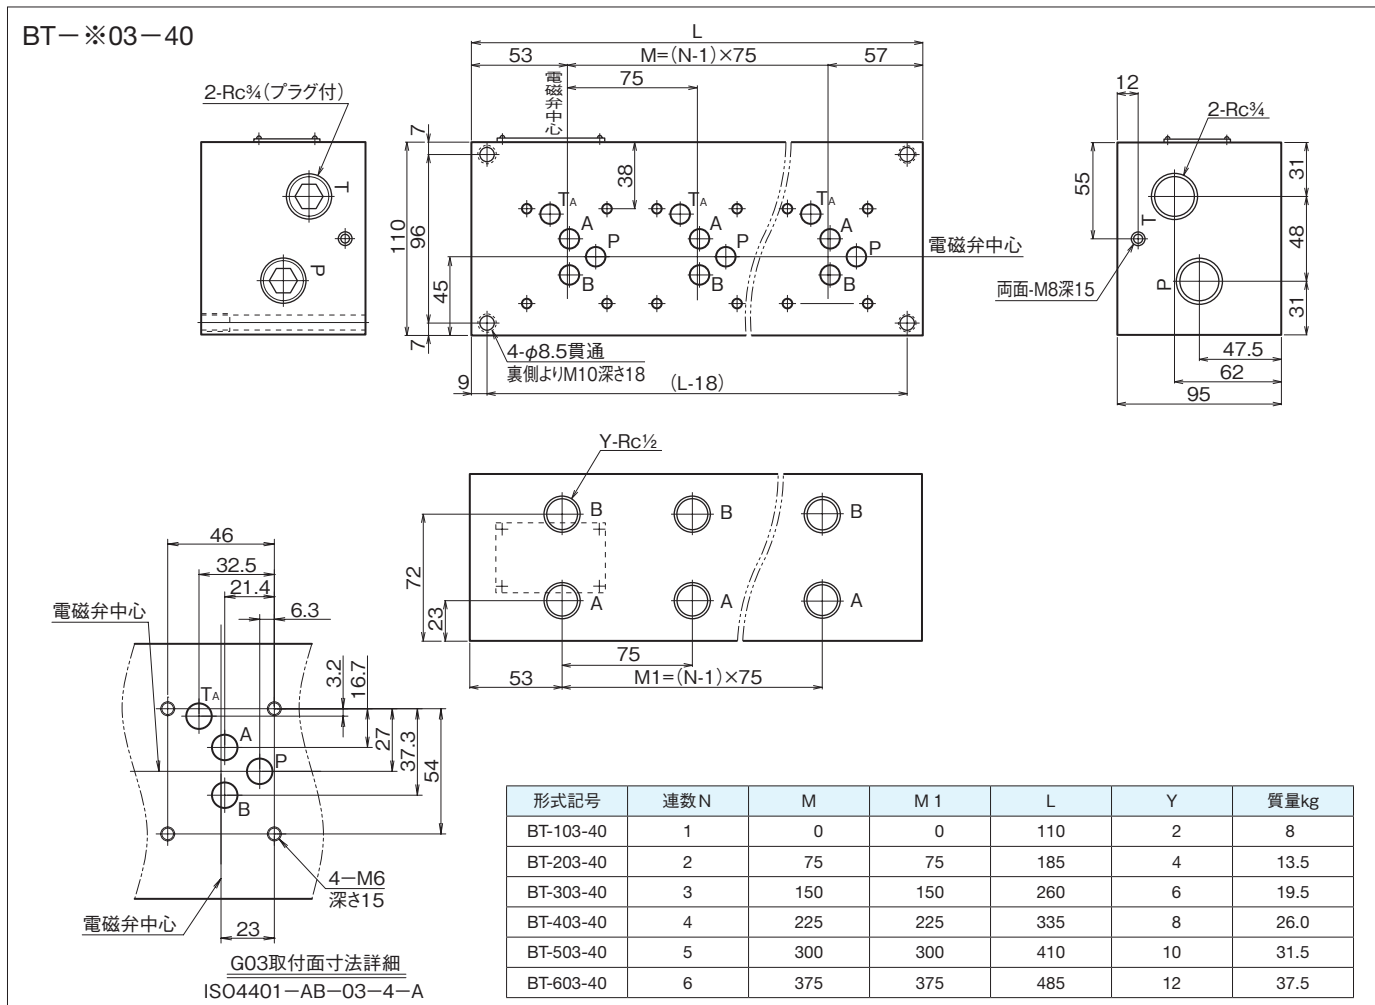 BT－※03－40
2-Rc¾(プラグ付)
T
P
L
53
M=(N-1)×75
57
電磁弁中心
75
7
110
96
45
7
38
TA
A
P
B
TA
A
P
B
TA
A
P
B
電磁弁中心
4-φ8.5貫通
裏側よりM10深さ18
9
(L-18)
12
2-Rc¾
55
T
P
両面-M8深15
31
48
31
47.5
62
95
Y-Rc½
B
B
B
A
A
A
72
23
75
53
M1=(N-1)×75
46
32.5
21.4
6.3
電磁弁中心
3.2
16.7
27
37.3
54
TA
A
P
B
4－M6
深さ15
電磁弁中心
23
G03取付面寸法詳細
ISO4401－AB－03－4－A
形式記号 連数N M M1 L Y 質量kg
BT-103-40 1 0 0 110 2 8
BT-203-40 2 75 75 185 4 13.5
BT-303-40 3 150 150 260 6 19.5
BT-403-40 4 225 225 335 8 26.0
BT-503-40 5 300 300 410 10 31.5
BT-603-40 6 375 375 485 12 37.5